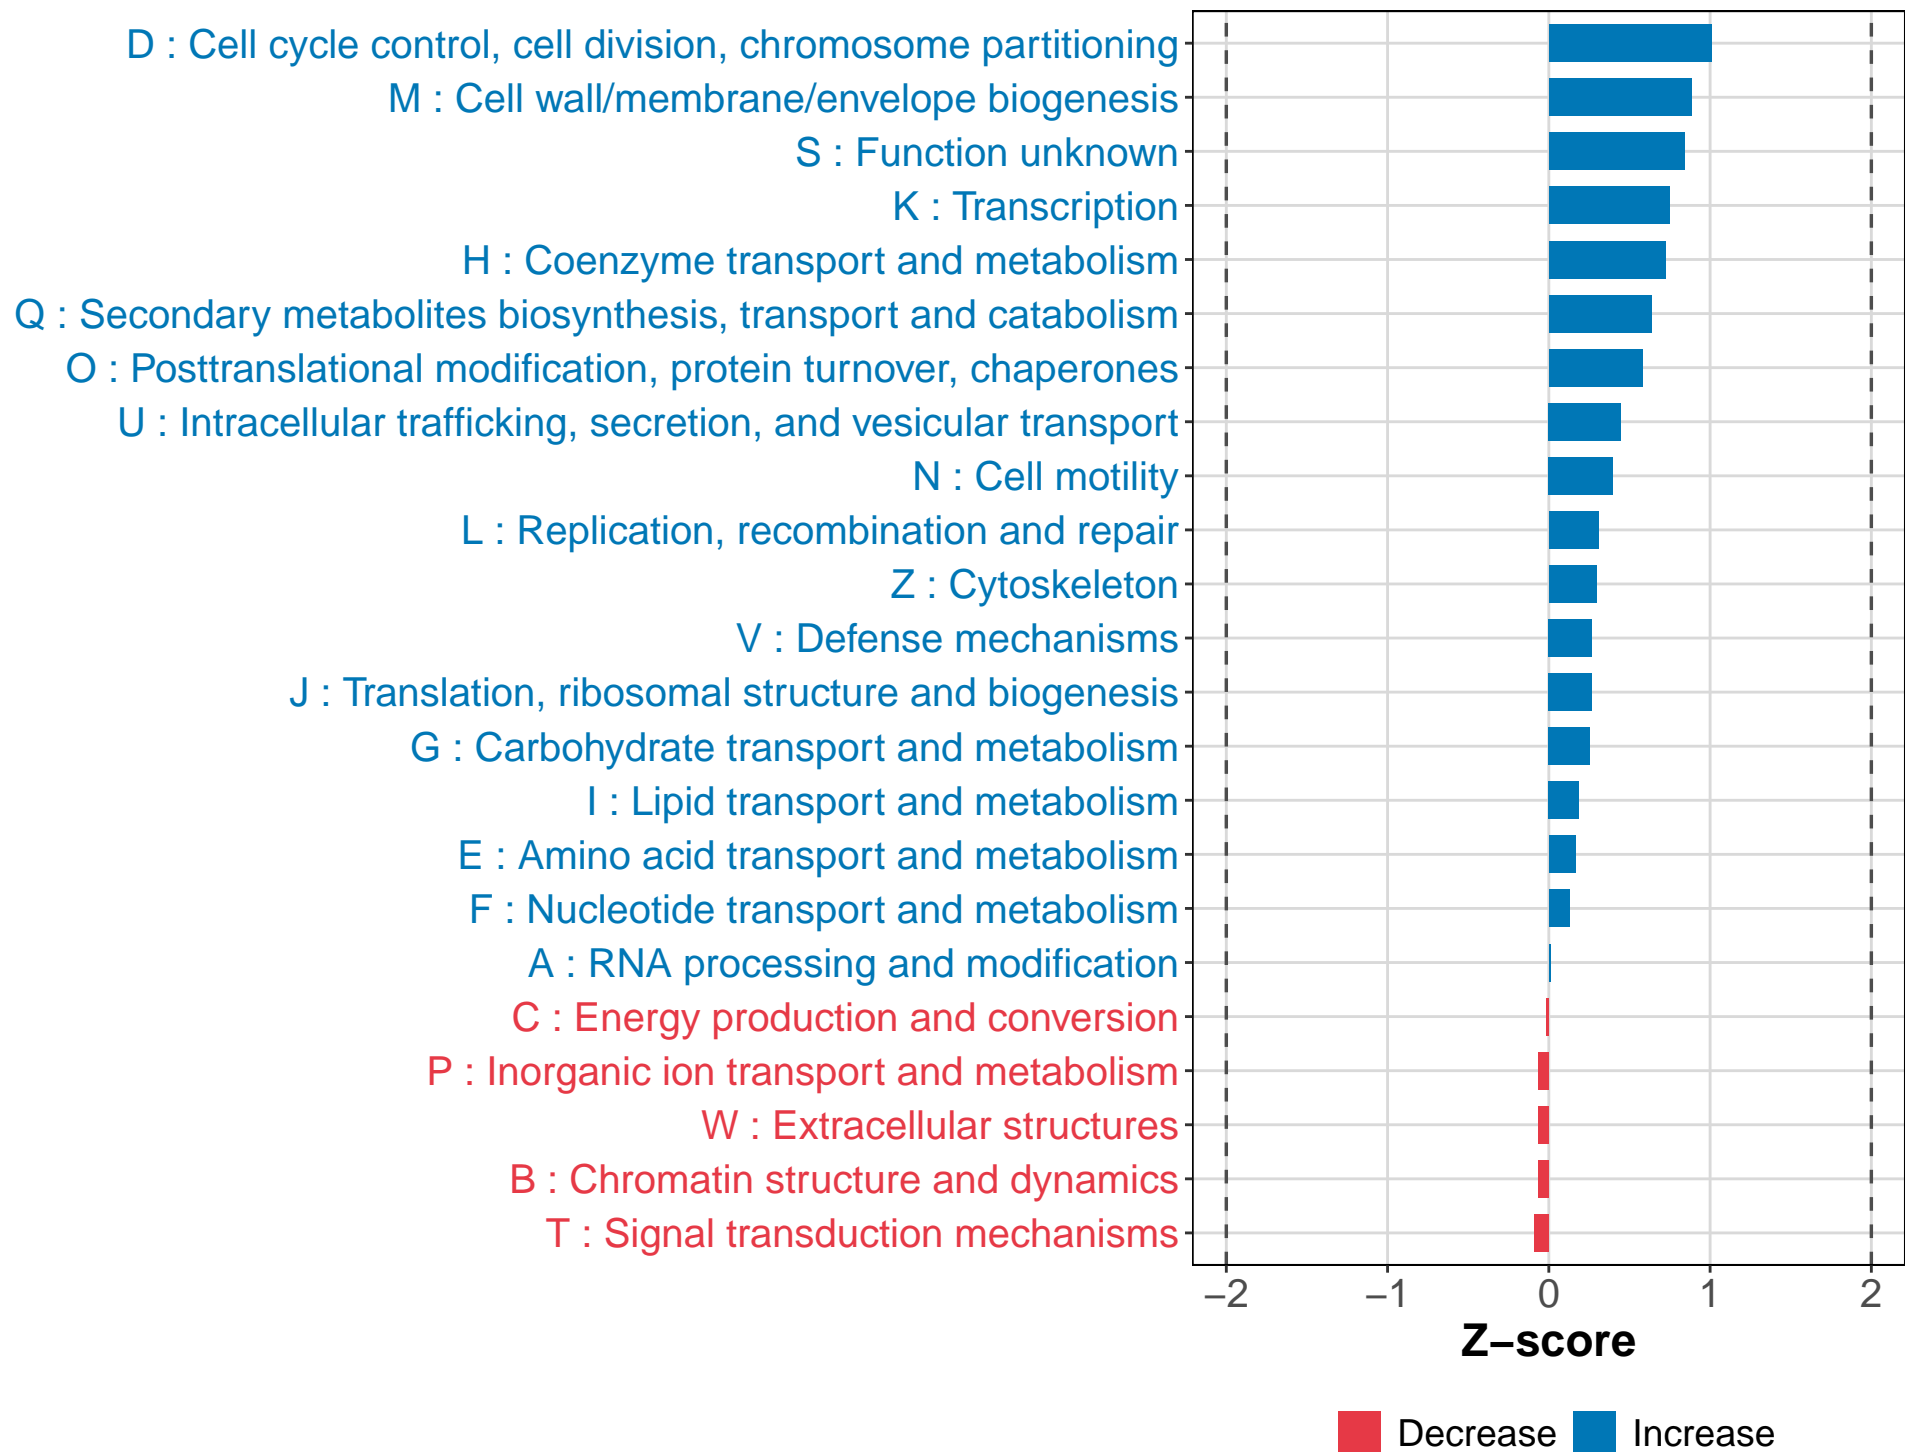 D : Cell cycle control, cell division, chromosome partitioning
M : Cell wall/membrane/envelope biogenesis
S : Function unknown
K : Transcription
H : Coenzyme transport and metabolism
Q : Secondary metabolites biosynthesis, transport and catabolism
O : Posttranslational modification, protein turnover, chaperones
U : Intracellular trafficking, secretion, and vesicular transport
N : Cell motility
L : Replication, recombination and repair
Z : Cytoskeleton
V : Defense mechanisms
J : Translation, ribosomal structure and biogenesis
G : Carbohydrate transport and metabolism
I : Lipid transport and metabolism
E : Amino acid transport and metabolism
F : Nucleotide transport and metabolism
A : RNA processing and modification
C : Energy production and conversion
P : Inorganic ion transport and metabolism
W : Extracellular structures
B : Chromatin structure and dynamics
T : Signal transduction mechanisms
−2 −1 0 1 2
Z−score
Decrease Increase